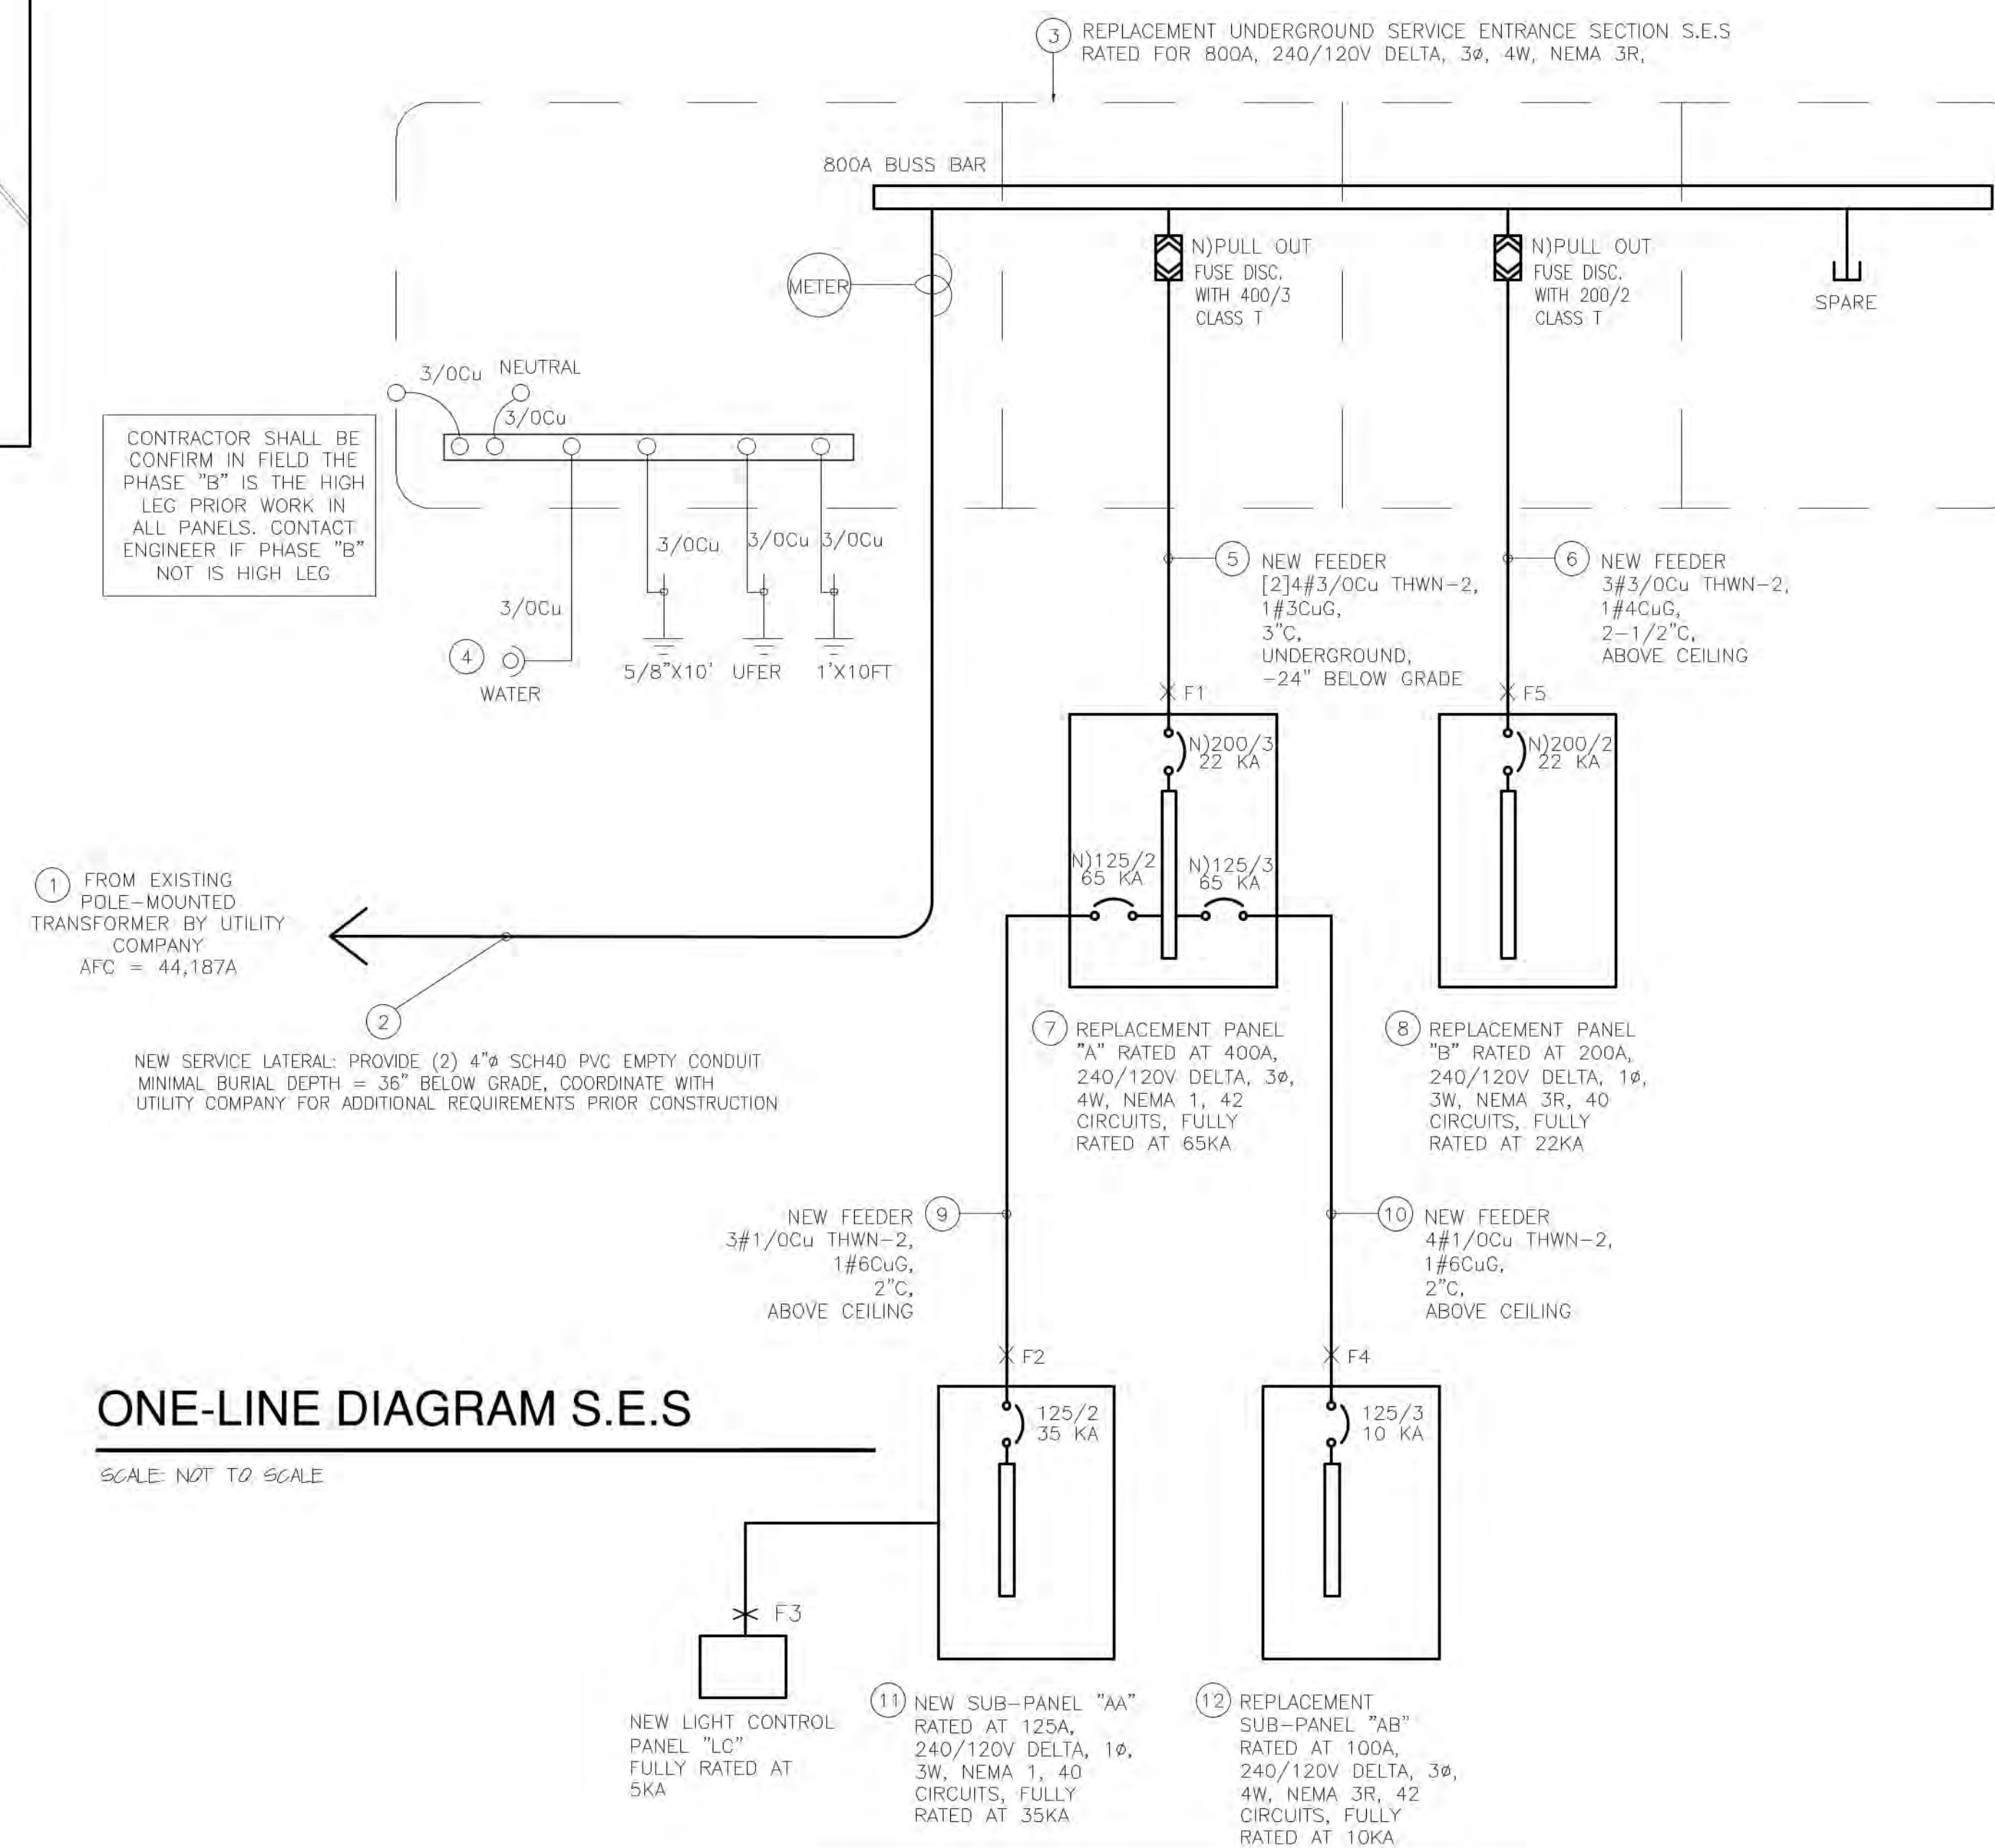 3
REPLACEMENT UNDERGROUND SERVICE ENTRANCE SECTION S.E.S
RATED FOR 800A, 240/120V DELTA, 3ø, 4W, NEMA 3R,
800A BUSS BAR
METER
N)PULL OUT
FUSE DISC.
WITH 400/3
CLASS T
N)PULL OUT
FUSE DISC.
WITH 200/2
CLASS T
SPARE
3/0Cu
NEUTRAL
3/0Cu
CONTRACTOR SHALL BE
CONFIRM IN FIELD THE
PHASE "B" IS THE HIGH
LEG PRIOR WORK IN
ALL PANELS. CONTACT
ENGINEER IF PHASE "B"
NOT IS HIGH LEG
3/0Cu
3/0Cu
3/0Cu
3/0Cu
4
WATER
5/8"X10'
UFER
1'X10FT
5
NEW FEEDER
[2]4#3/0Cu THWN-2,
1#3CuG,
3"C,
UNDERGROUND,
-24" BELOW GRADE
6
NEW FEEDER
3#3/0Cu THWN-2,
1#4CuG,
2-1/2"C,
ABOVE CEILING
F1
F5
N)200/3
22 KA
N)200/2
22 KA
N)125/2
65 KA
N)125/3
65 KA
1
FROM EXISTING
POLE-MOUNTED
TRANSFORMER BY UTILITY
COMPANY
AFC = 44,187A
2
NEW SERVICE LATERAL: PROVIDE (2) 4"ø SCH40 PVC EMPTY CONDUIT
MINIMAL BURIAL DEPTH = 36" BELOW GRADE, COORDINATE WITH
UTILITY COMPANY FOR ADDITIONAL REQUIREMENTS PRIOR CONSTRUCTION
7
REPLACEMENT PANEL
"A" RATED AT 400A,
240/120V DELTA, 3ø,
4W, NEMA 1, 42
CIRCUITS, FULLY
RATED AT 65KA
8
REPLACEMENT PANEL
"B" RATED AT 200A,
240/120V DELTA, 1ø,
3W, NEMA 3R, 40
CIRCUITS, FULLY
RATED AT 22KA
9
NEW FEEDER
3#1/0Cu THWN-2,
1#6CuG,
2"C,
ABOVE CEILING
10
NEW FEEDER
4#1/0Cu THWN-2,
1#6CuG,
2"C,
ABOVE CEILING
F2
F4
125/2
35 KA
125/3
10 KA
ONE-LINE DIAGRAM S.E.S
SCALE: NOT TO SCALE
F3
NEW LIGHT CONTROL
PANEL "LC"
FULLY RATED AT
5KA
11
NEW SUB-PANEL "AA"
RATED AT 125A,
240/120V DELTA, 1ø,
3W, NEMA 1, 40
CIRCUITS, FULLY
RATED AT 35KA
12
REPLACEMENT
SUB-PANEL "AB"
RATED AT 100A,
240/120V DELTA, 3ø,
4W, NEMA 3R, 42
CIRCUITS, FULLY
RATED AT 10KA